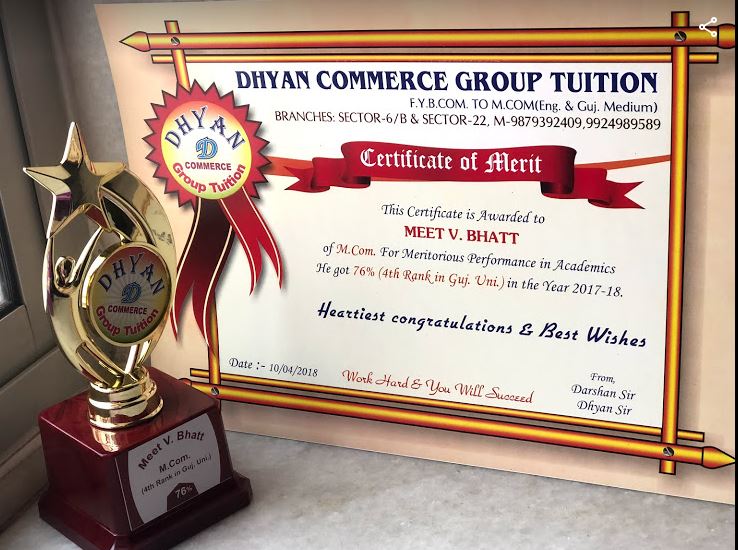 DHYAN COMMERCE GROUP TUITION
F.Y.B.COM. TO M.COM(Eng. & Guj. Medium)
BRANCHES: SECTOR-6/B & SECTOR-22, M-9879392409,9924989589
DHYAN
D
COMMERCE
Group Tuition
Certificate of Merit
This Certificate is Awarded to
MEET V. BHATT
of M.Com. For Meritorious Performance in Academics
He got 76% (4th Rank in Guj. Uni.) in the Year 2017-18.
Heartiest congratulations & Best Wishes
Date :- 10/04/2018
Work Hard & You Will Succeed
From,
Darshan Sir
Dhyan Sir
DHYAN
D
COMMERCE
Group Tuition
Meet V. Bhatt
M.Com.
(4th Rank in Guj. Uni.)
76%